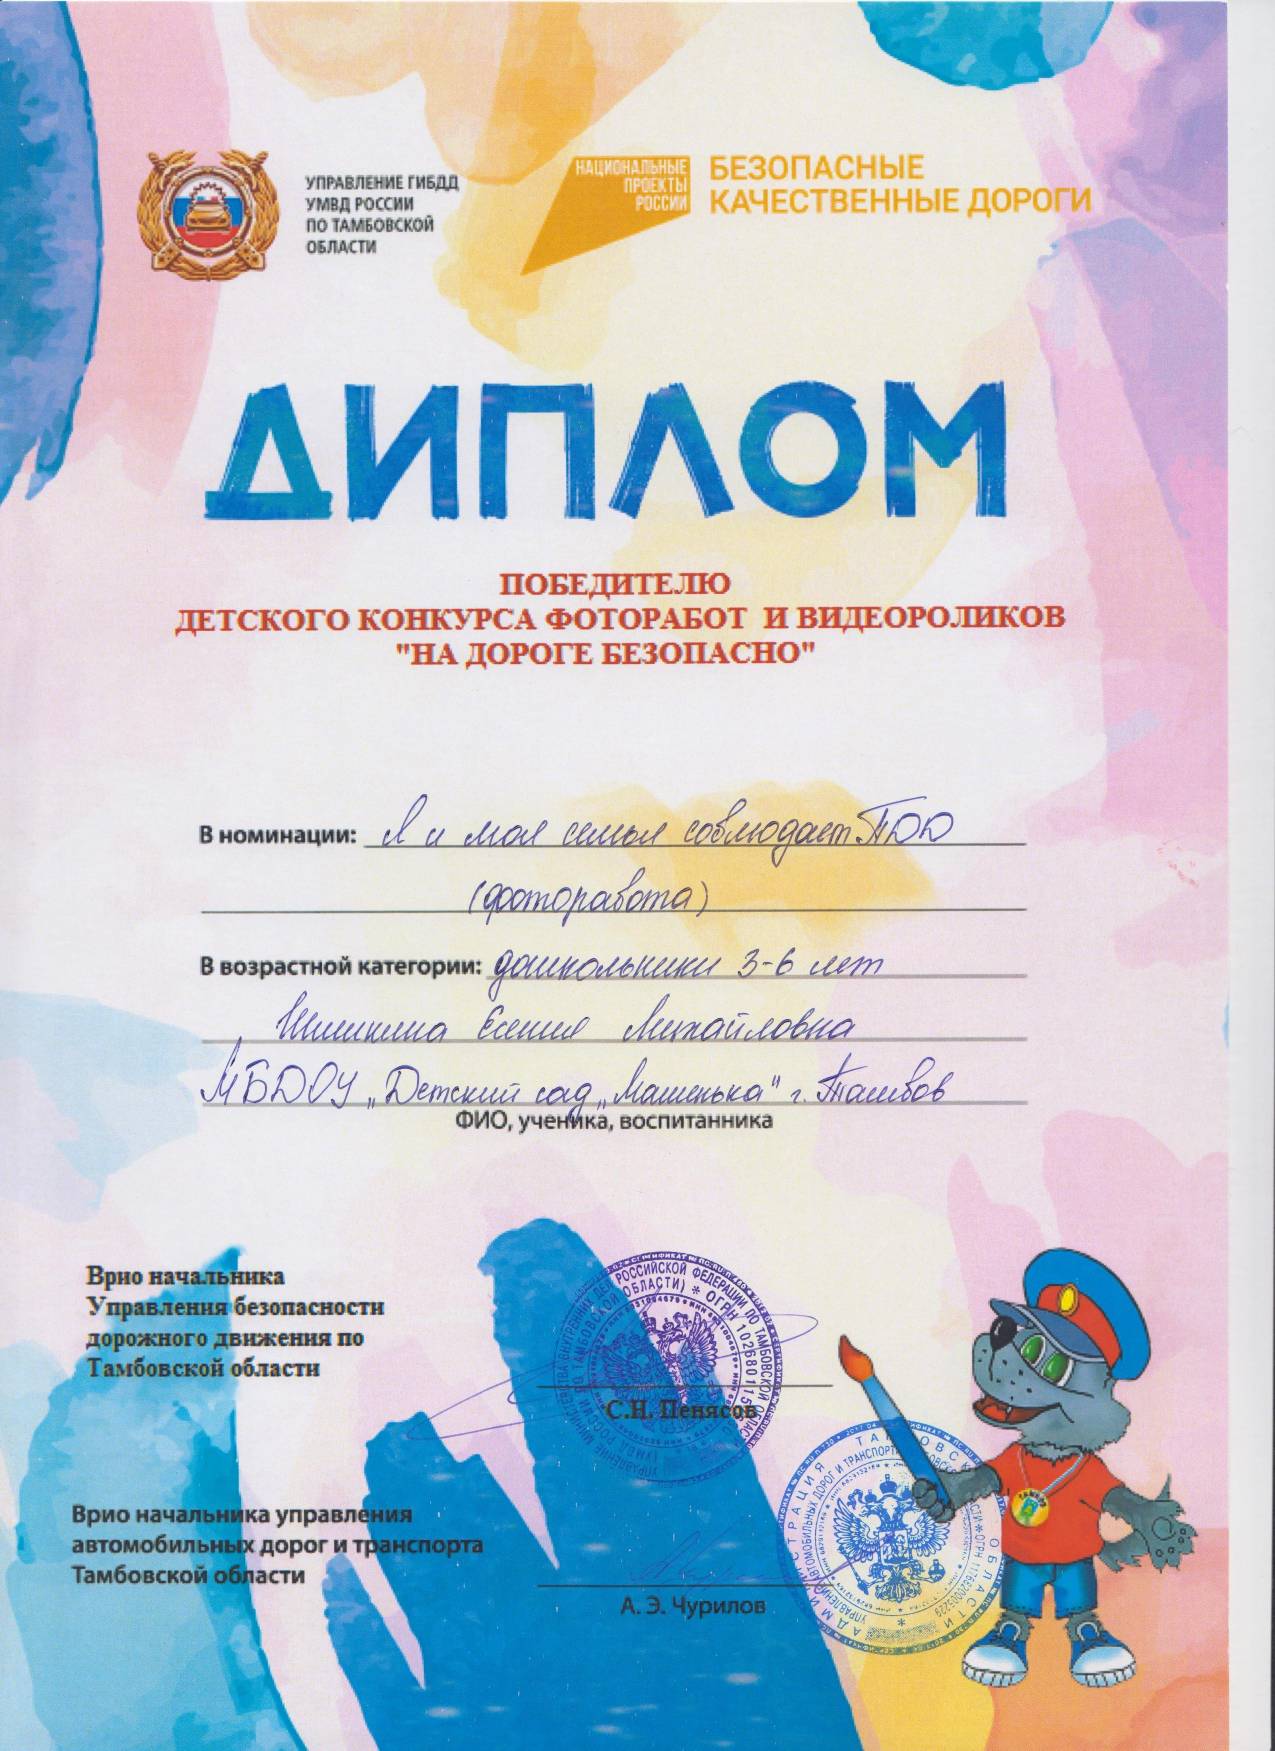 УПРАВЛЕНИЕ ГИБДД
УМВД РОССИИ
ПО ТАМБОВСКОЙ
ОБЛАСТИ
НАЦИОНАЛЬНЫЕ
ПРОЕКТЫ
РОССИИ
БЕЗОПАСНЫЕ
КАЧЕСТВЕННЫЕ ДОРОГИ
ДИПЛОМ
ПОБЕДИТЕЛЮ
ДЕТСКОГО КОНКУРСА ФОТОРАБОТ И ВИДЕОРОЛИКОВ
"НА ДОРОГЕ БЕЗОПАСНО"
В номинации: Я и моя семья соблюдает ПДД
(фоторабота)
В возрастной категории: дошкольники 3-6 лет
Шишкина Есения Михайловна
МБДОУ „Детский сад „Машенька" г. Тамбов
ФИО, ученика, воспитанника
Врио начальника
Управления безопасности
дорожного движения по
Тамбовской области
С.Н. Пенясов
Врио начальника управления
автомобильных дорог и транспорта
Тамбовской области
А. Э. Чурилов